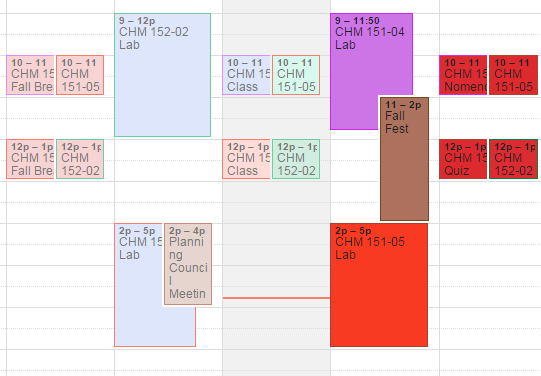 10 – 11
CHM 15
Fall Bre
10 – 11
CHM
151-05
12p – 1p
CHM 15
Fall Bre
12p – 1p
CHM
152-02
9 – 12p
CHM 152-02
Lab
2p – 5p
CHM 15
Lab
2p – 4p
Planni
ng
Counci
l
Meetin
10 – 11
CHM 15
Class
10 – 11
CHM
151-05
12p – 1p
CHM 15
Class
12p – 1p
CHM
152-02
9 – 11:50
CHM 151-04
Lab
11 – 2p
Fall
Fest
2p – 5p
CHM 151-05
Lab
10 – 11
CHM 15
Nomen
10 – 11
CHM
151-05
12p – 1p
CHM 15
Quiz
12p – 1p
CHM
152-02